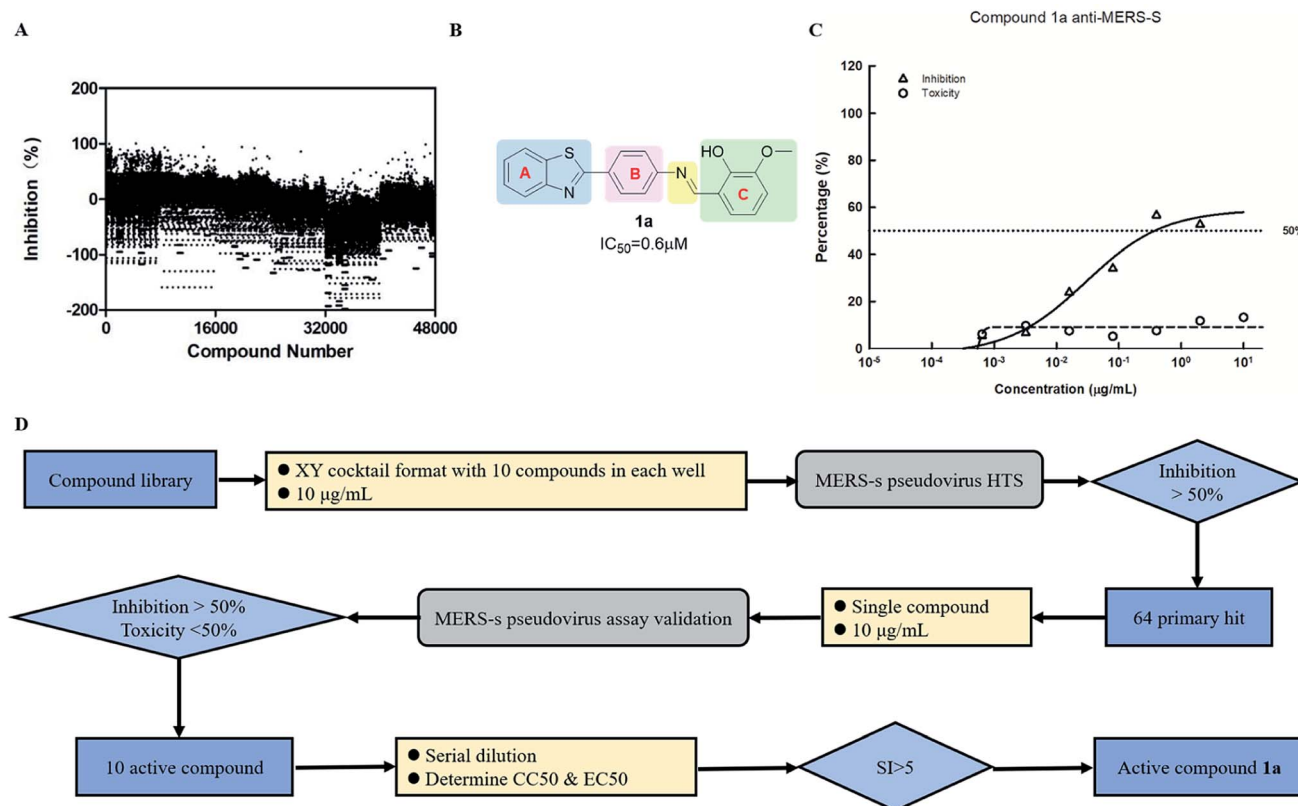 A
200
100
0
-100
-200
Inhibition (%)
0
16000
32000
48000
Compound Number
B
S
N
A
B
N
HO
O
C
1a
IC50=0.6μM
C
Compound 1a anti-MERS-S
Inhibition
Toxicity
120
100
80
60
40
20
0
Percentage (%)
50%
10-5
10-4
10-3
10-2
10-1
100
101
Concentration (μg/mL)
D
Compound library
● XY cocktail format with 10 compounds in each well
● 10 μg/mL
MERS-s pseudovirus HTS
Inhibition
> 50%
64 primary hit
● Single compound
● 10 μg/mL
MERS-s pseudovirus assay validation
Inhibition > 50%
Toxicity <50%
10 active compound
● Serial dilution
● Determine CC50 & EC50
SI>5
Active compound 1a